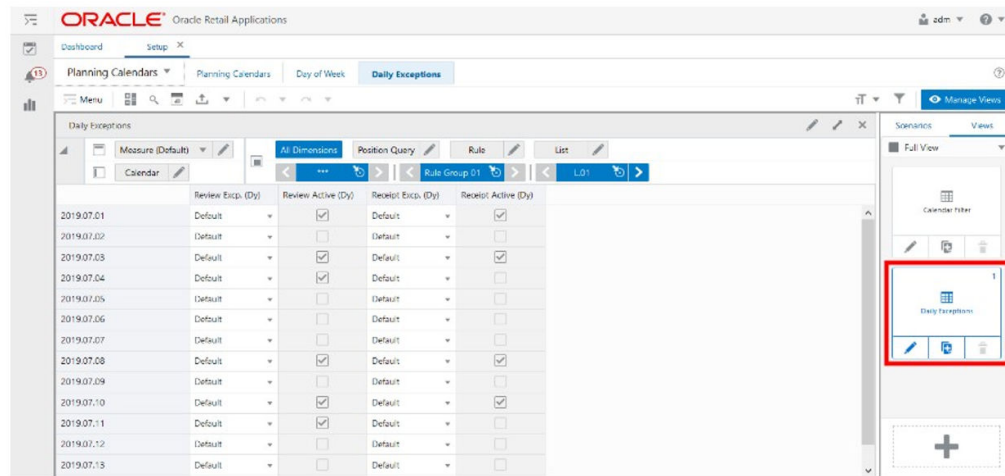 ORACLE® Oracle Retail Applications adm
Dashboard Setup
13
Planning Calendars Planning Calendars Day of Week Daily Exceptions
Menu Manage Views
Daily Exceptions
Scenarios Views
Measure (Default) All Dimensions Position Query Rule List
Full View
Calendar *** Rule Group 01 L01
Review Excp. (Dy) Review Active (Dy) Receipt Excp. (Dy) Receipt Active (Dy)
Calendar Filter
2019.07.01 Default Default
2019.07.02 Default Default
2019.07.03 Default Default
2019.07.04 Default Default
1
2019.07.05 Default Default
Daily Exceptions
2019.07.06 Default Default
2019.07.07 Default Default
2019.07.08 Default Default
2019.07.09 Default Default
2019.07.10 Default Default
2019.07.11 Default Default
2019.07.12 Default Default
2019.07.13 Default Default